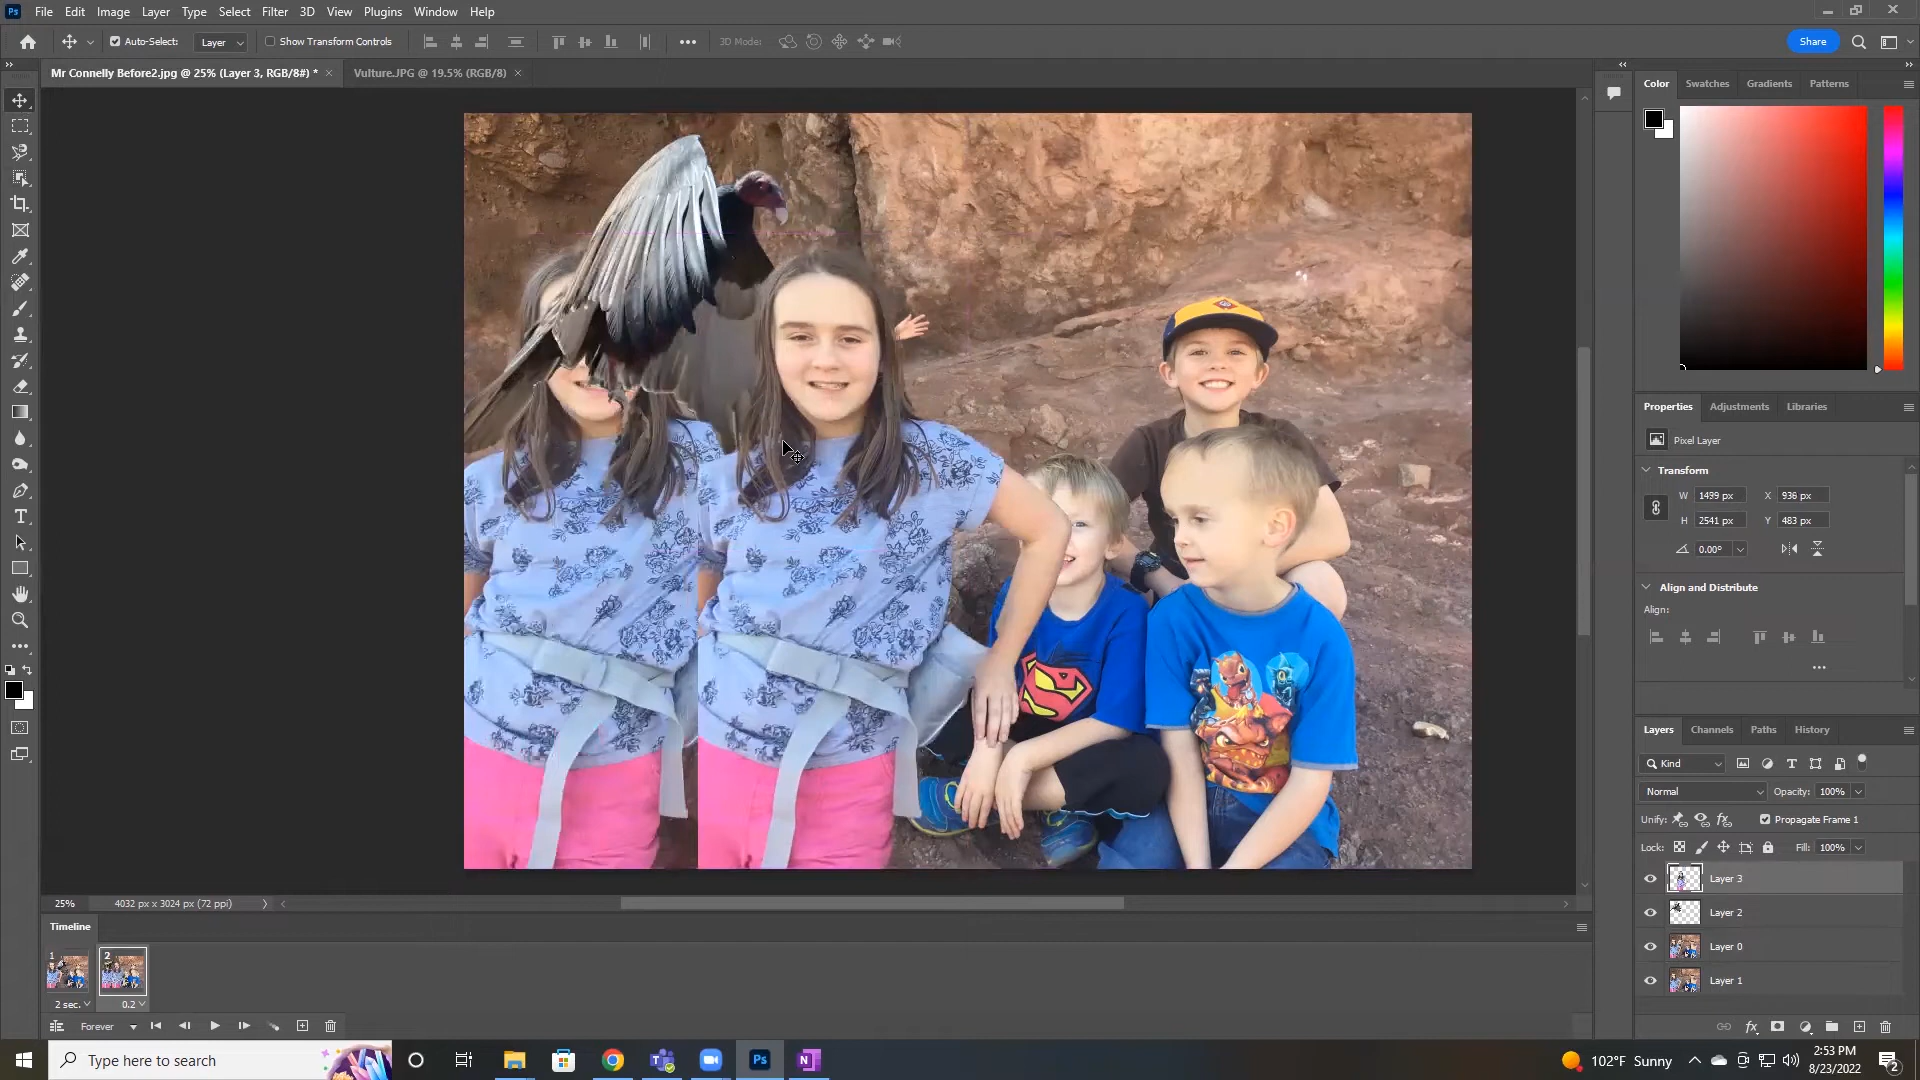 Ps File Edit Image Layer Type Select Filter 3D View Plugins Window Help
Auto-Select: Layer Show Transform Controls 3D Mode: Share
Mr Connelly Before2.jpg @ 25% (Layer 3, RGB/8#) * × Vulture.JPG @ 19.5% (RGB/8) ×
Color Swatches Gradients Patterns
Properties Adjustments Libraries
Pixel Layer
Transform
W 1499 px X 936 px
H 2541 px Y 483 px
0.00°
Align and Distribute
Align:
Layers Channels Paths History
Kind
Normal Opacity: 100%
Unify: Propagate Frame 1
Lock: Fill: 100%
Layer 3
Layer 2
Layer 0
Layer 1
25% 4032 px x 3024 px (72 ppi)
Timeline
1 2
2 sec. 0.2
Forever
Type here to search
Ps
N
102°F Sunny
2:53 PM
8/23/2022
2